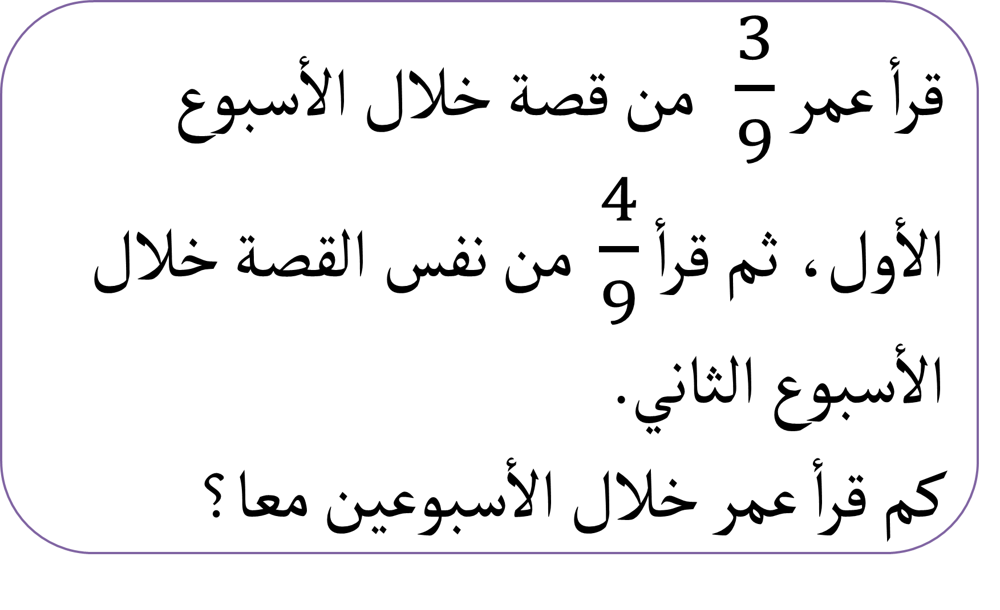 قرأ عمر 3/9 من قصة خلال الأسبوع
الأول، ثم قرأ 4/9 من نفس القصة خلال
الأسبوع الثاني.
كم قرأ عمر خلال الأسبوعين معا؟